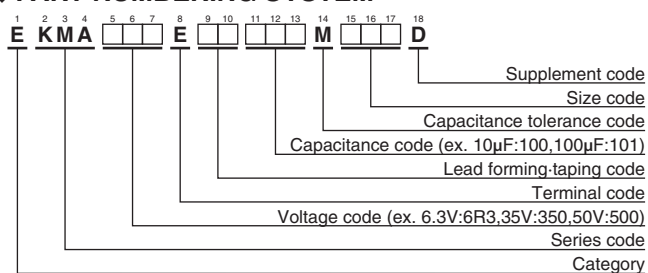 1 2 3 4 5 6 7 8 9 10 11 12 13 14 15 16 17 18
E KMA □□□ E □□ □□□ M □□□ D
Supplement code
Size code
Capacitance tolerance code
Capacitance code (ex. 10μF:100,100μF:101)
Lead forming·taping code
Terminal code
Voltage code (ex. 6.3V:6R3,35V:350,50V:500)
Series code
Category